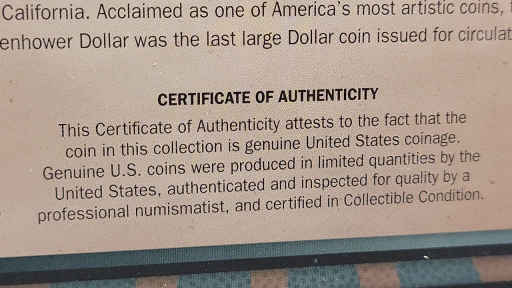 California. Acclaimed as one of America's most artistic coins,
enhower Dollar was the last large Dollar coin issued for circulat
CERTIFICATE OF AUTHENTICITY
This Certificate of Authenticity attests to the fact that the
coin in this collection is genuine United States coinage.
Genuine U.S. coins were produced in limited quantities by the
United States, authenticated and inspected for quality by a
professional numismatist, and certified in Collectible Condition.